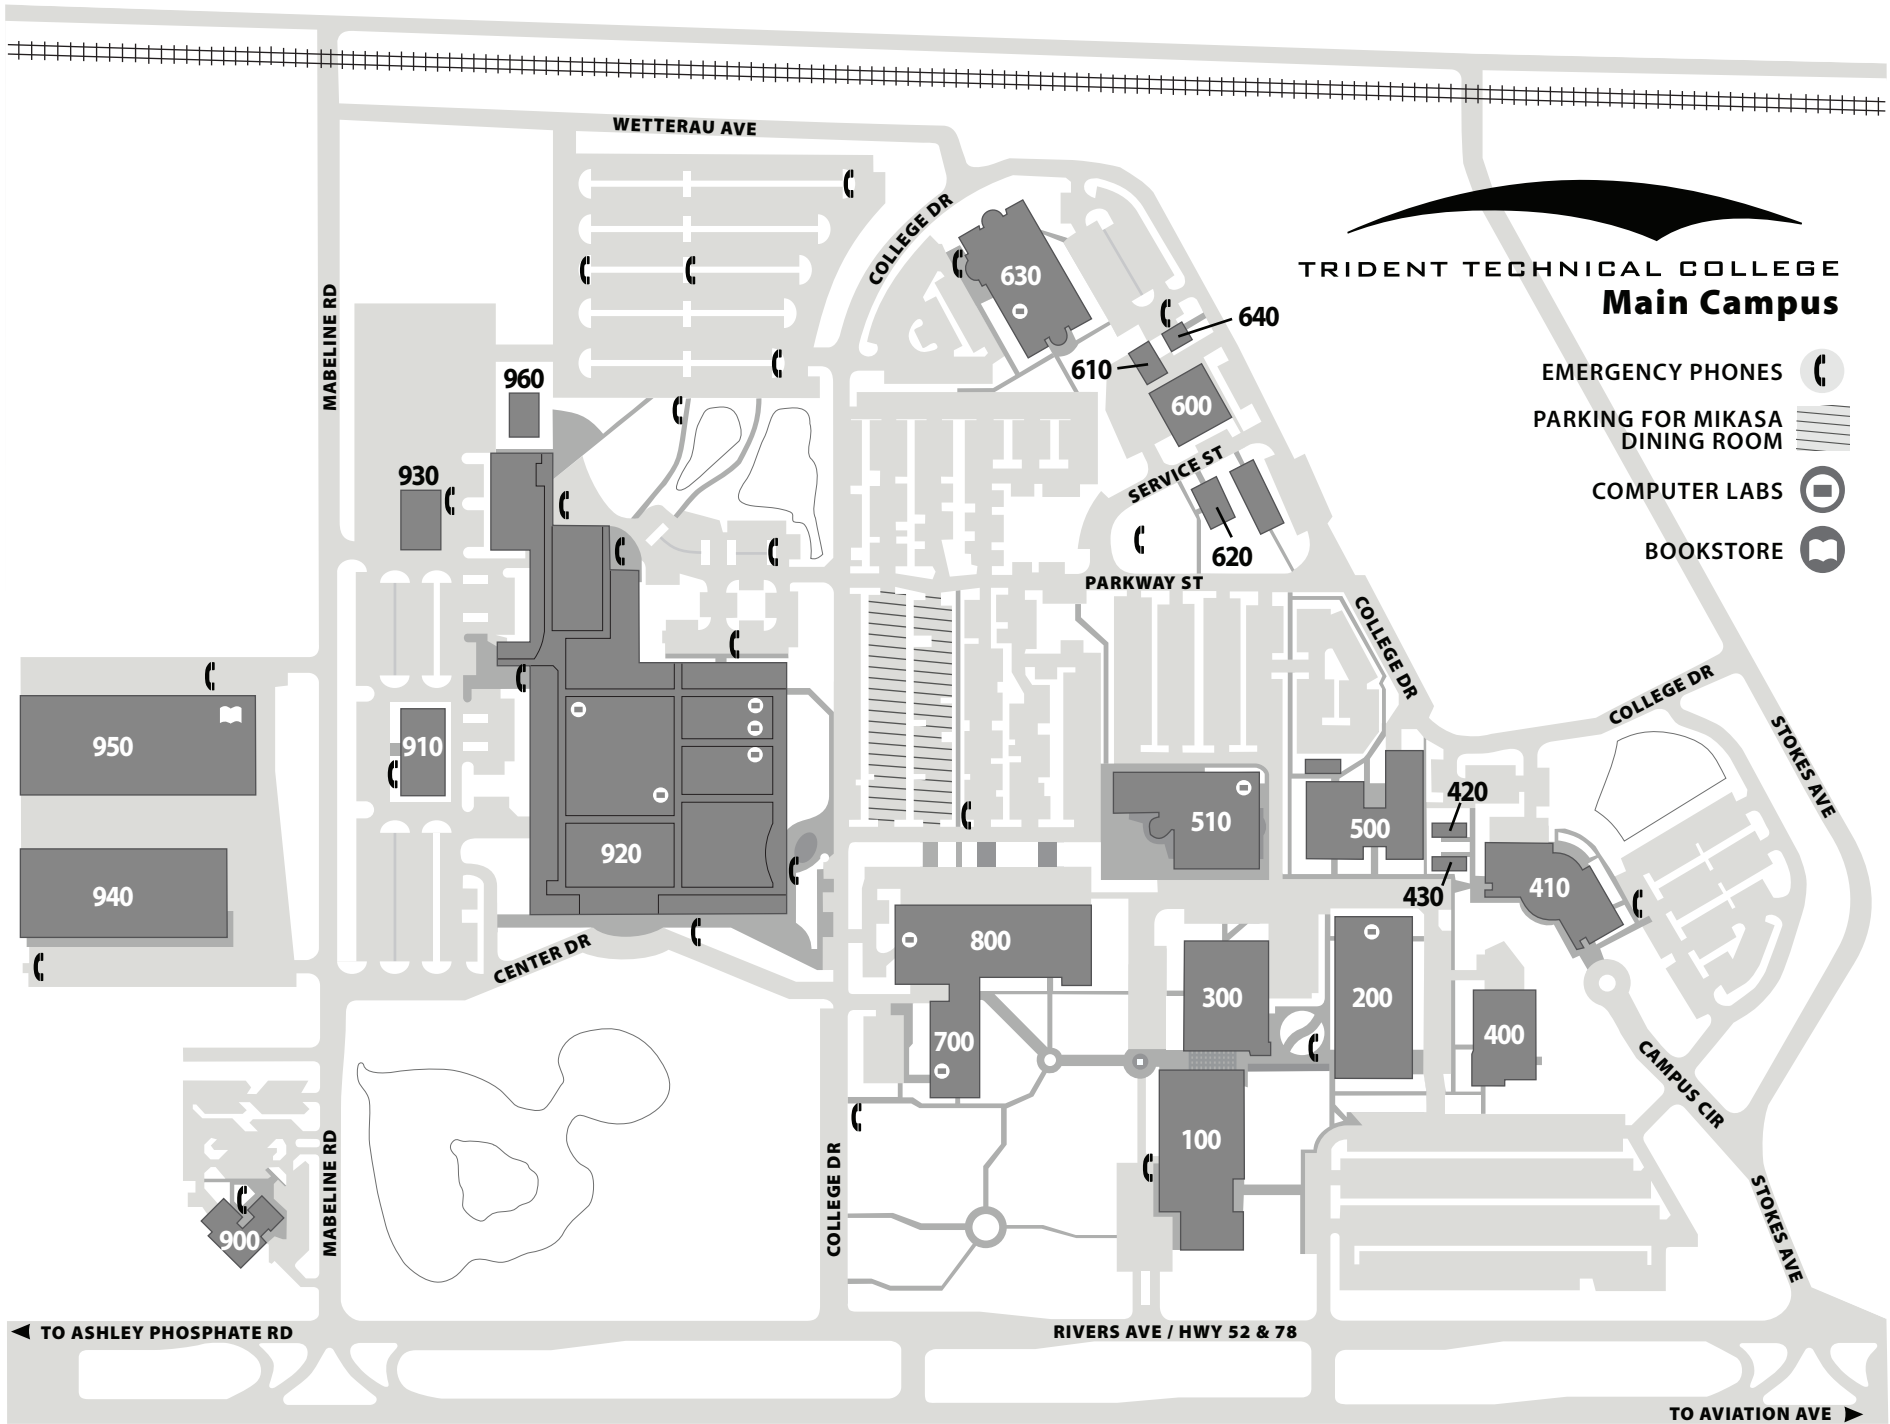 WETTERAU AVE
COLLEGE DR
TRIDENT TECHNICAL COLLEGE
Main Campus
EMERGENCY PHONES
PARKING FOR MIKASA
DINING ROOM
COMPUTER LABS
BOOKSTORE
MABELINE RD
630
640
610
600
960
930
SERVICE ST
620
PARKWAY ST
COLLEGE DR
COLLEGE DR
STOKES AVE
950
910
940
920
CENTER DR
510
500
420
430
410
800
700
300
200
400
100
CAMPUS CIR
STOKES AVE
900
MABELINE RD
COLLEGE DR
TO ASHLEY PHOSPHATE RD
RIVERS AVE / HWY 52 & 78
TO AVIATION AVE